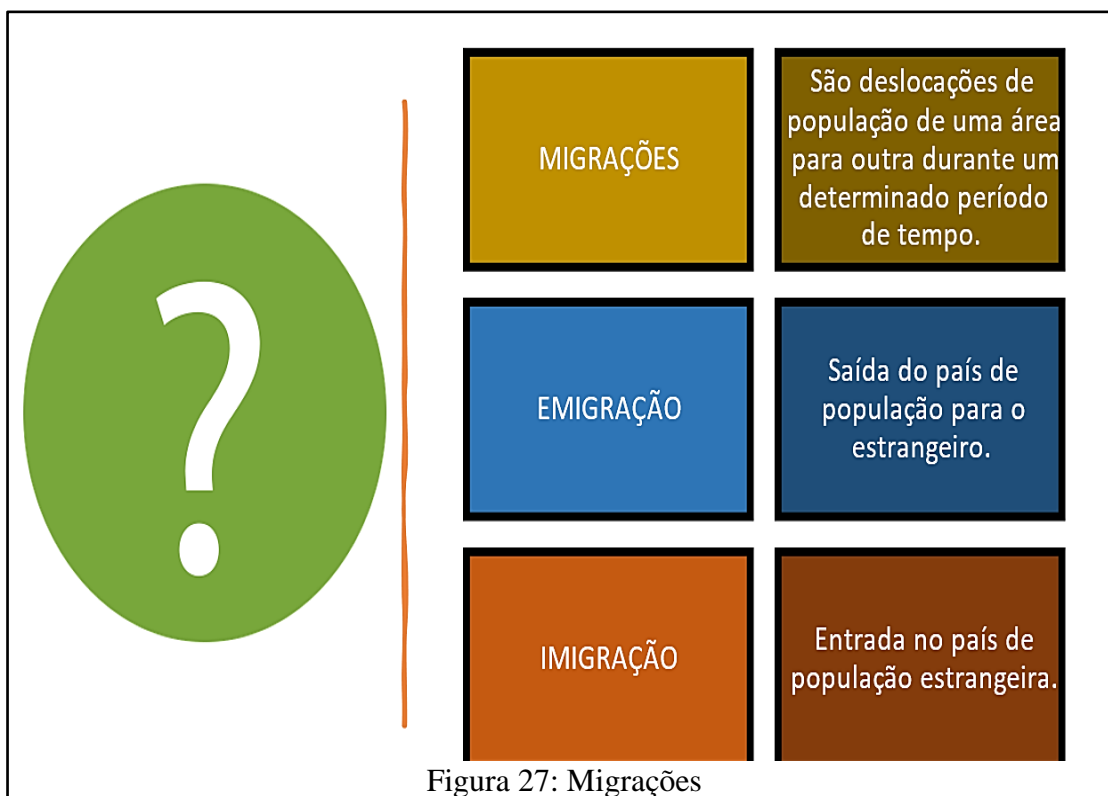 ?
MIGRAÇÕES
São deslocações de
população de uma área
para outra durante um
determinado período
de tempo.
EMIGRAÇÃO
Saída do país de
população para o
estrangeiro.
IMIGRAÇÃO
Entrada no país de
população estrangeira.
Figura 27: Migrações